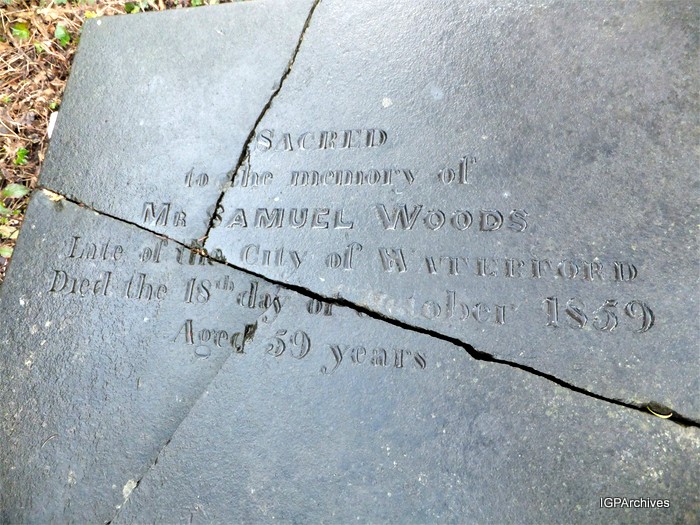 SACRED
to the memory of
MR SAMUEL WOODS
Late of the City of WATERFORD
Died the 18th day of October 1859
Aged 59 years
IGPArchives